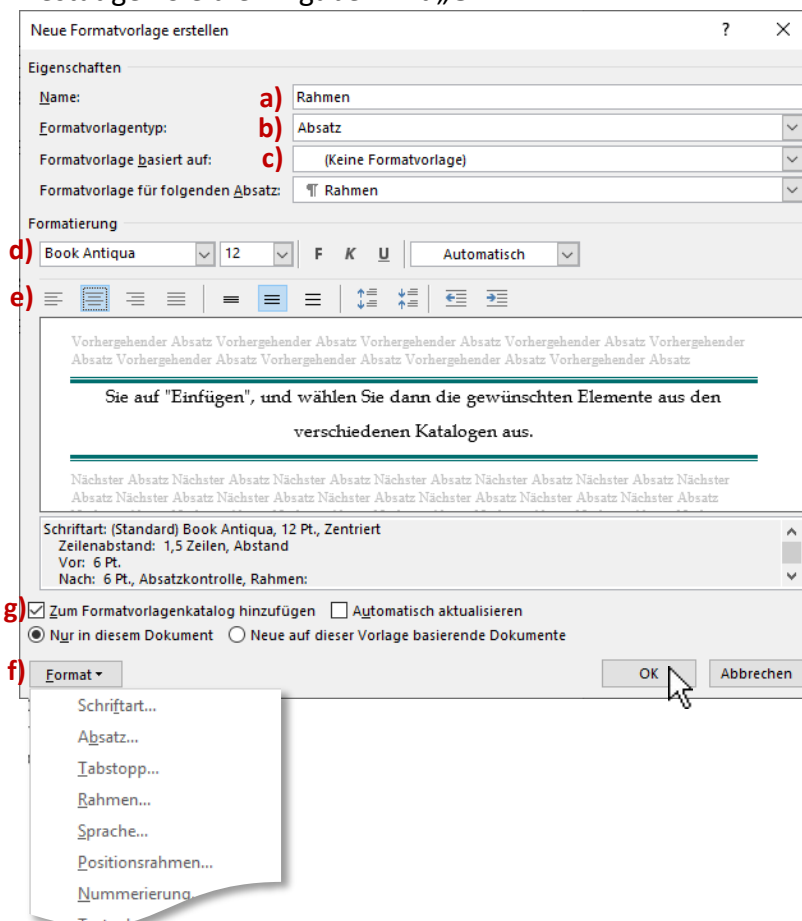 Neue Formatvorlage erstellen ? ×
Eigenschaften
Name: a) Rahmen
Formatvorlagentyp: b) Absatz
Formatvorlage basiert auf: c) (Keine Formatvorlage)
Formatvorlage für folgenden Absatz: ¶ Rahmen
Formatierung
d) Book Antiqua 12 F K U Automatisch
e)
Vorhergehender Absatz Vorhergehender Absatz Vorhergehender Absatz Vorhergehender Absatz Vorhergehender
Absatz Vorhergehender Absatz Vorhergehender Absatz Vorhergehender Absatz Vorhergehender Absatz
Sie auf "Einfügen", und wählen Sie dann die gewünschten Elemente aus den
verschiedenen Katalogen aus.
Nächster Absatz Nächster Absatz Nächster Absatz Nächster Absatz Nächster Absatz Nächster Absatz Nächster
Absatz Nächster Absatz Nächster Absatz Nächster Absatz Nächster Absatz Nächster Absatz Nächster Absatz
Schriftart: (Standard) Book Antiqua, 12 Pt., Zentriert
Zeilenabstand: 1,5 Zeilen, Abstand
Vor: 6 Pt.
Nach: 6 Pt., Absatzkontrolle, Rahmen:
g) Zum Formatvorlagenkatalog hinzufügen Automatisch aktualisieren
Nur in diesem Dokument Neue auf dieser Vorlage basierende Dokumente
f) Format OK Abbrechen
Schriftart...
Absatz...
Tabstopp...
Rahmen...
Sprache...
Positionsrahmen...
Nummerierung